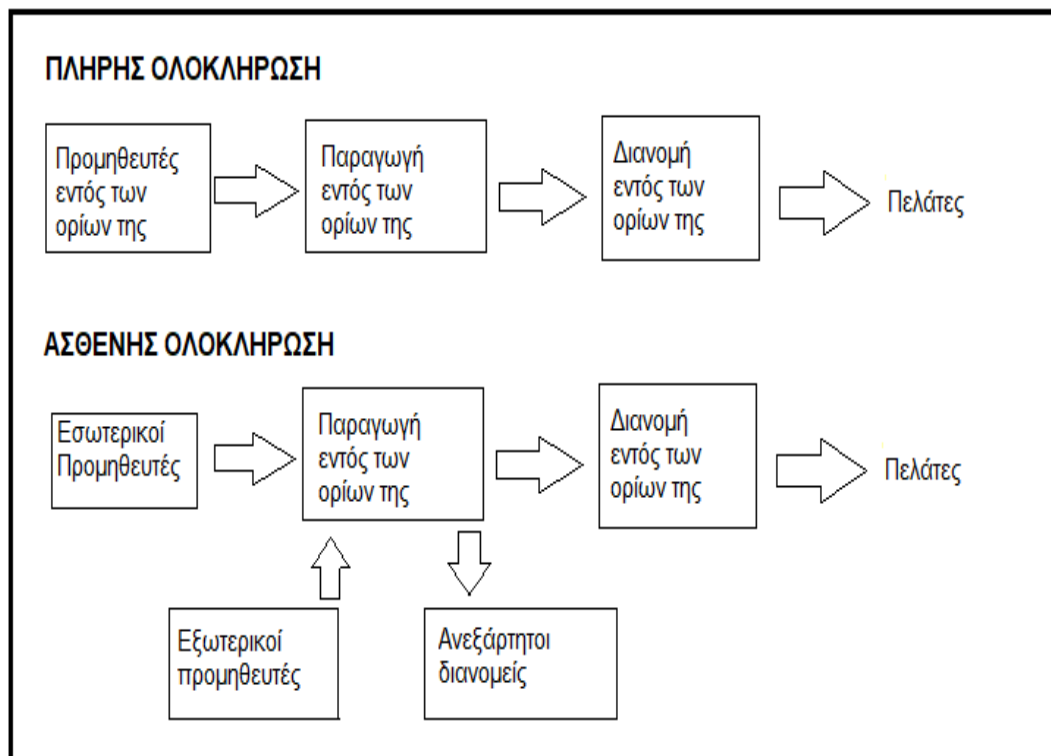 ΠΛΗΡΗΣ ΟΛΟΚΛΗΡΩΣΗ
Προμηθευτές
εντός των
ορίων της
Παραγωγή
εντός των
ορίων της
Διανομή
εντός των
ορίων της
Πελάτες
ΑΣΘΕΝΗΣ ΟΛΟΚΛΗΡΩΣΗ
Εσωτερικοί
Προμηθευτές
Παραγωγή
εντός των
ορίων της
Διανομή
εντός των
ορίων της
Πελάτες
Εξωτερικοί
προμηθευτές
Ανεξάρτητοι
διανομείς